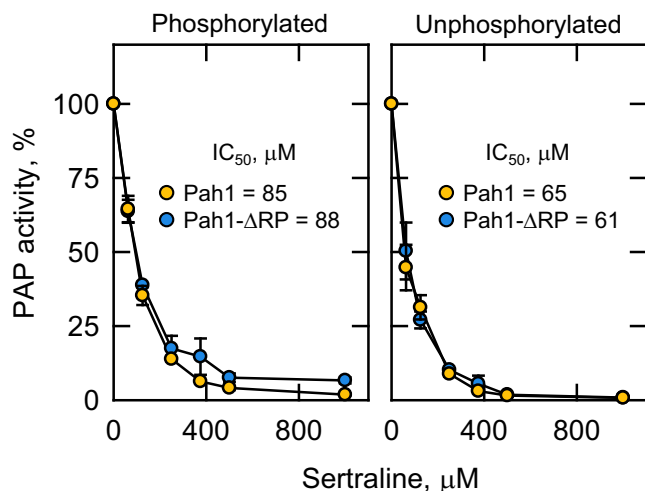 Phosphorylated
Unphosphorylated
PAP activity, %
100
75
50
25
0
IC50, μM
Pah1 = 85
Pah1-ΔRP = 88
IC50, μM
Pah1 = 65
Pah1-ΔRP = 61
0
400
800
0
400
800
Sertraline, μM